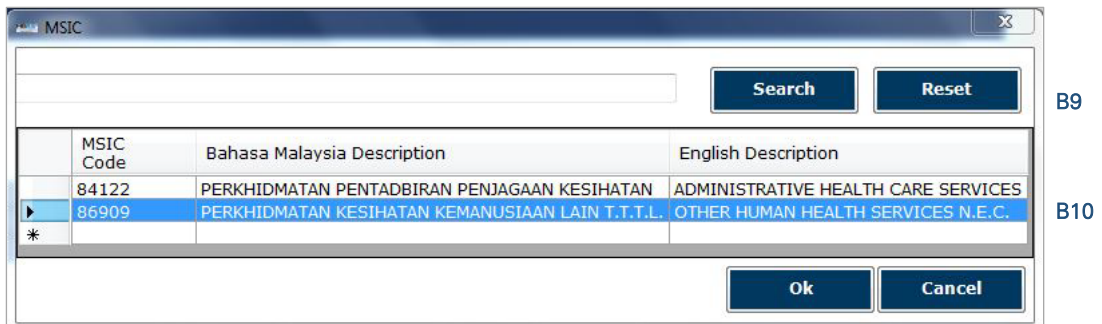 MSIC
Search Reset B9
MSIC Code Bahasa Malaysia Description English Description
84122 PERKHIDMATAN PENTADBIRAN PENJAGAAN KESIHATAN ADMINISTRATIVE HEALTH CARE SERVICES
86909 PERKHIDMATAN KESIHATAN KEMANUSIAAN LAIN T.T.T.L. OTHER HUMAN HEALTH SERVICES N.E.C. B10
Ok Cancel